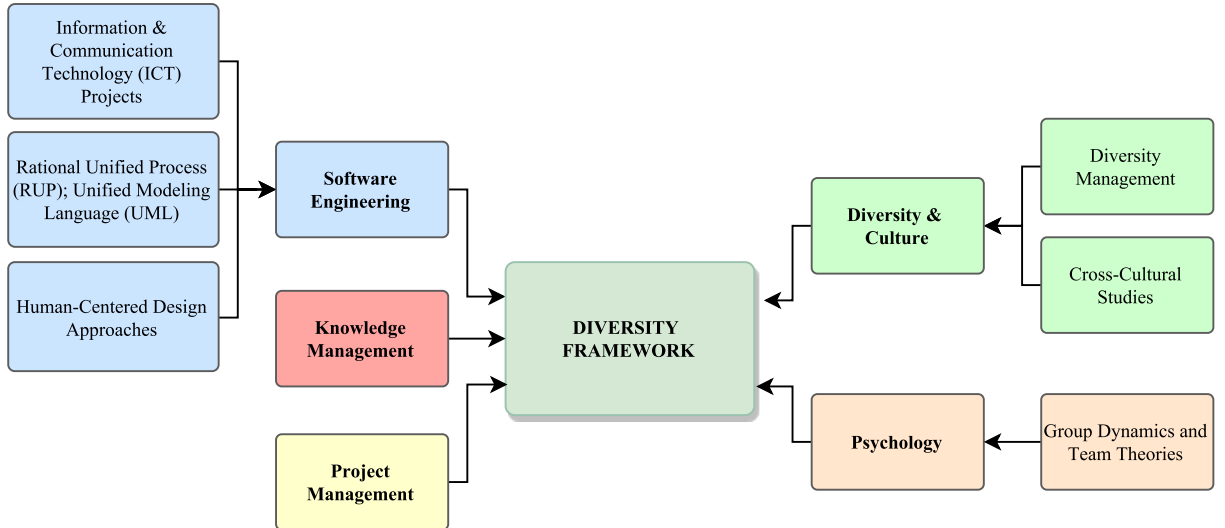 Information &
Communication
Technology (ICT)
Projects
Rational Unified Process
(RUP); Unified Modeling
Language (UML)
Human-Centered Design
Approaches
Software
Engineering
Knowledge
Management
Project
Management
DIVERSITY
FRAMEWORK
Diversity &
Culture
Psychology
Diversity
Management
Cross-Cultural
Studies
Group Dynamics and
Team Theories